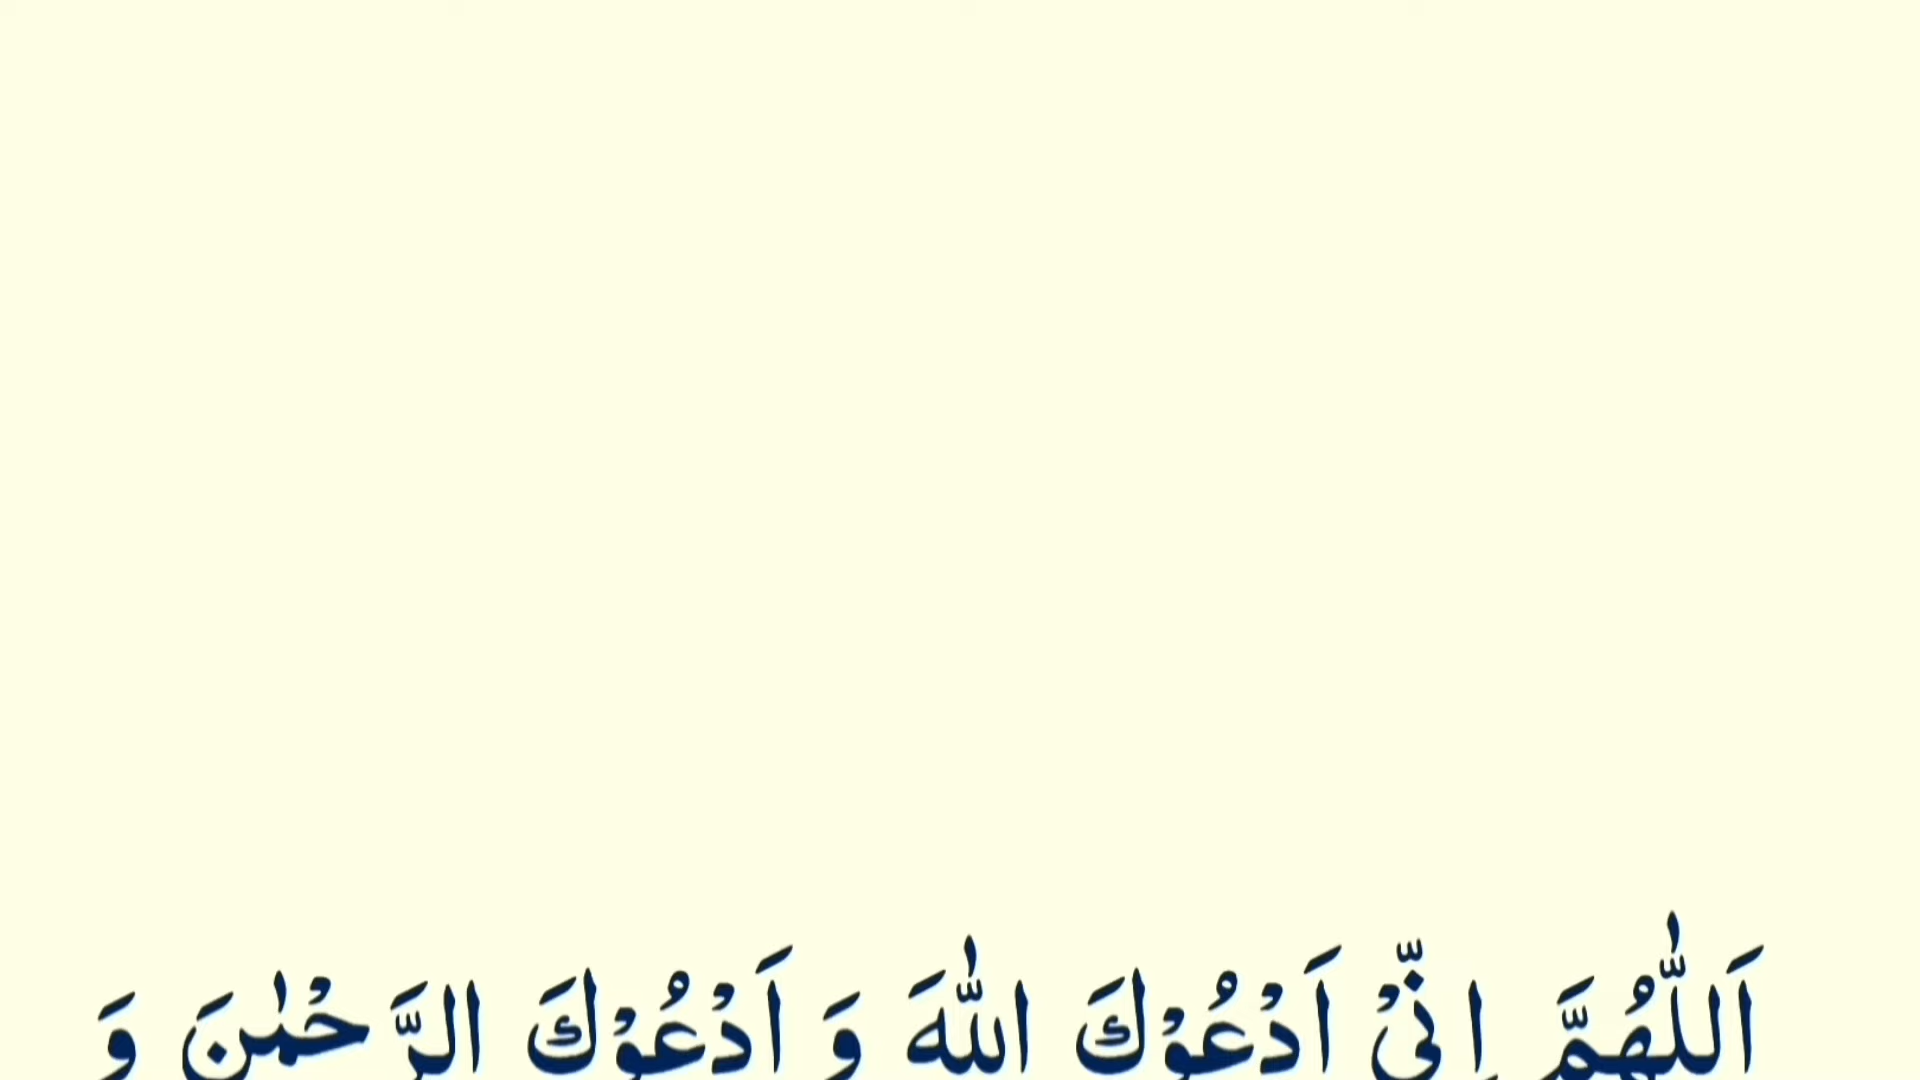 اَللّٰهُمَّ اِنِّیْ اَدْعُوْكَ اللّٰهَ وَ اَدْعُوْكَ الرَّحْمٰنَ وَ